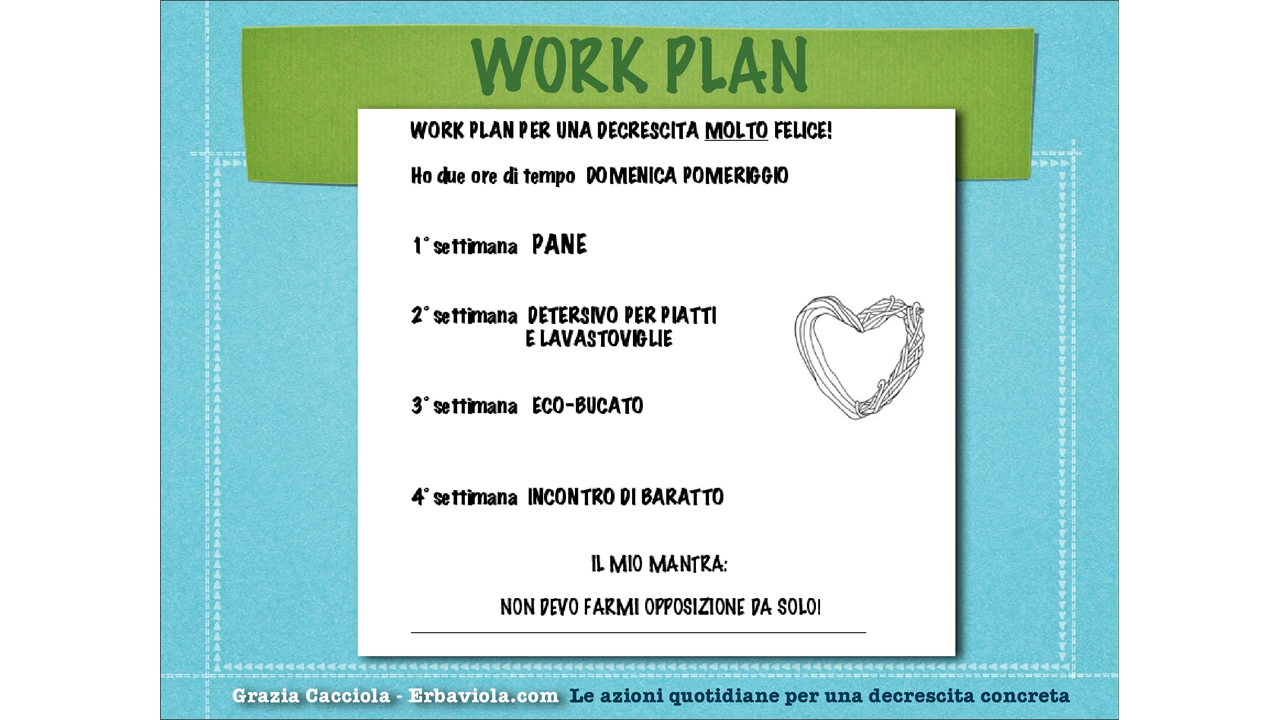 WORK PLAN
WORK PLAN PER UNA DECRESCITA MOLTO FELICE!
Ho due ore di tempo DOMENICA POMERIGGIO
1° settimana PANE
2° settimana DETERSIVO PER PIATTI
E LAVASTOVIGLIE
3° settimana ECO-BUCATO
4° settimana INCONTRO DI BARATTO
IL MIO MANTRA:
NON DEVO FARMI OPPOSIZIONE DA SOLO!
Grazia Cacciola - Erbaviola.com Le azioni quotidiane per una decrescita concreta